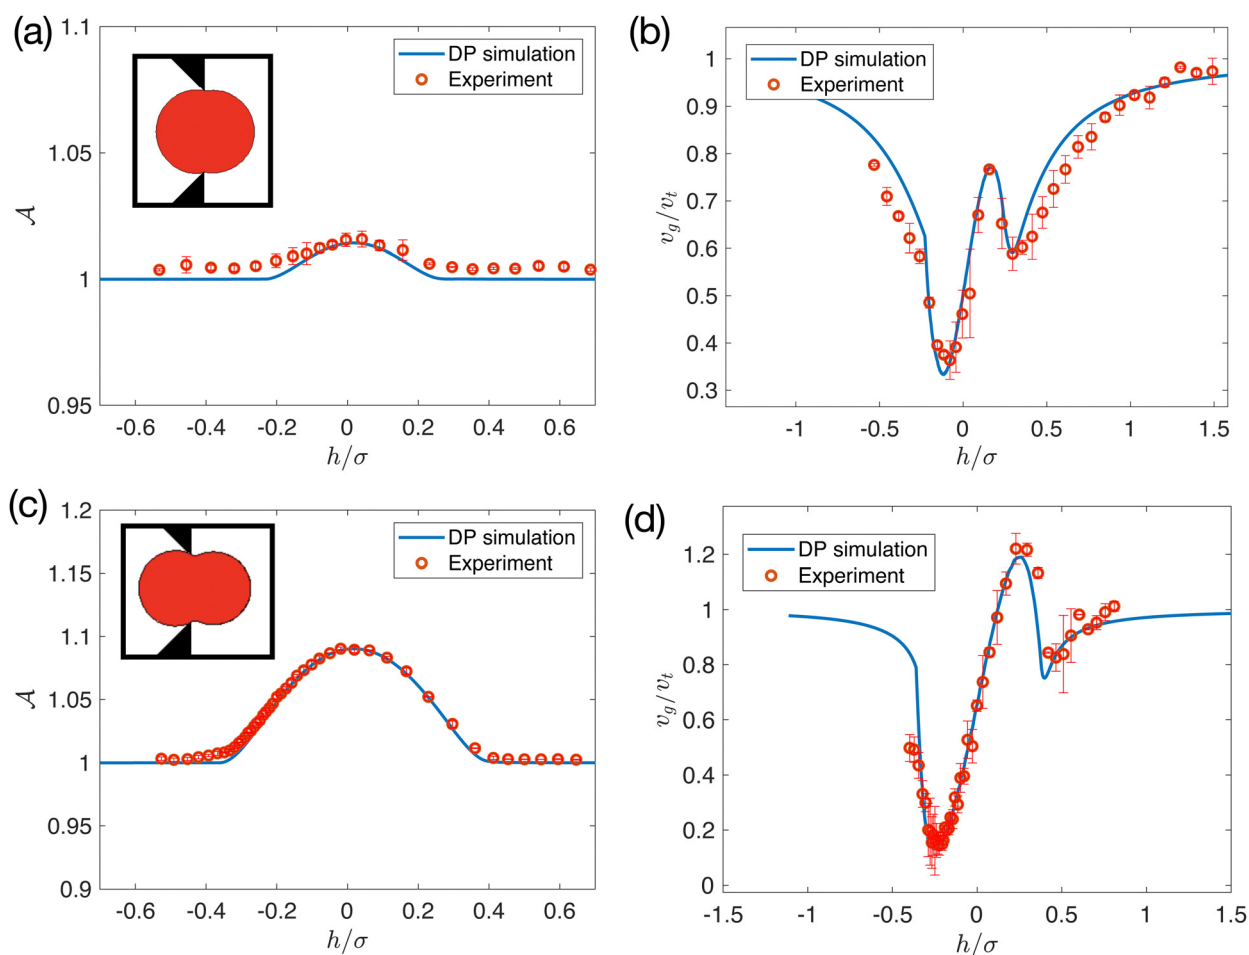 (a)
1.1
1.05
1
0.95
𝒜
DP simulation
Experiment
-0.6 -0.4 -0.2 0 0.2 0.4 0.6
h/σ
(b)
1
0.9
0.8
0.7
0.6
0.5
0.4
0.3
v_g/v_t
DP simulation
Experiment
-1 -0.5 0 0.5 1 1.5
h/σ
(c)
1.2
1.15
1.10
1.05
1
0.95
0.9
𝒜
DP simulation
Experiment
-0.6 -0.4 -0.2 0 0.2 0.4 0.6
h/σ
(d)
1.2
1
0.8
0.6
0.4
0.2
0
v_g/v_t
DP simulation
Experiment
-1.5 -1 -0.5 0 0.5 1 1.5
h/σ